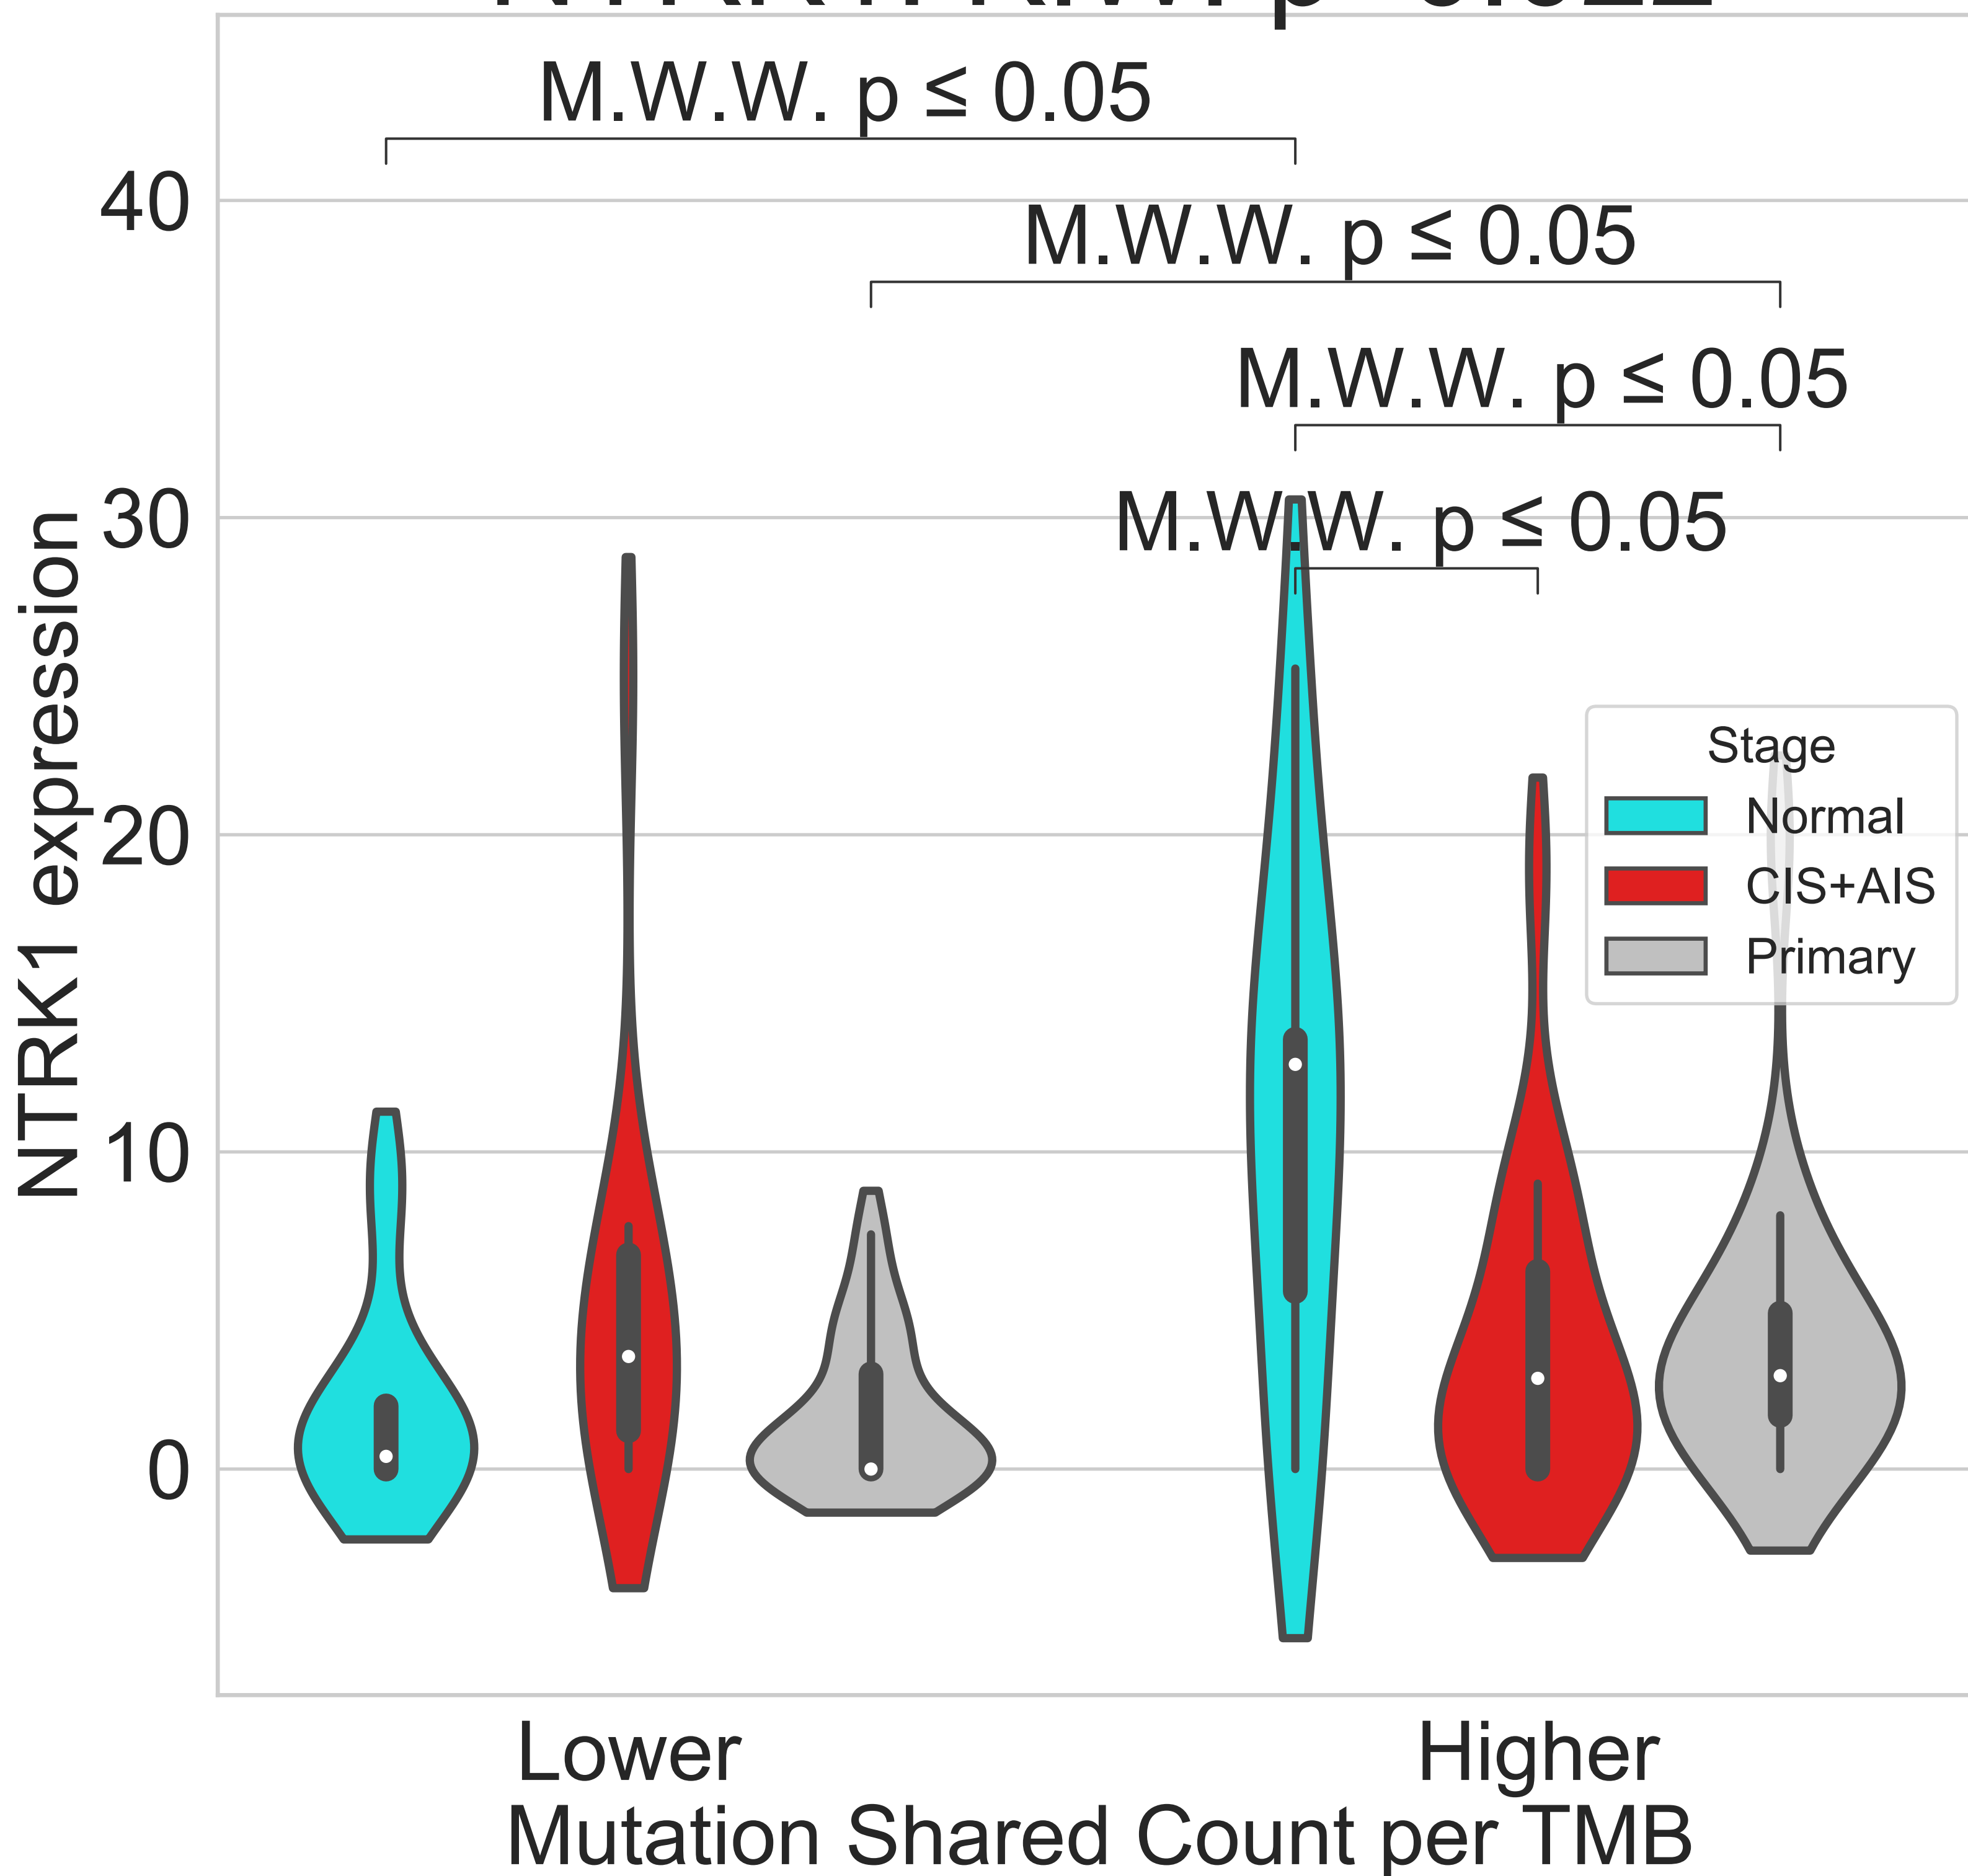 M.W.W. p ≤ 0.05
40
M.W.W. p ≤ 0.05
M.W.W. p ≤ 0.05
30
M.W.W. p ≤ 0.05
NTRK1 expression
Stage
Normal
20
CIS+AIS
Primary
10
0
Lower Higher
Mutation Shared Count per TMB